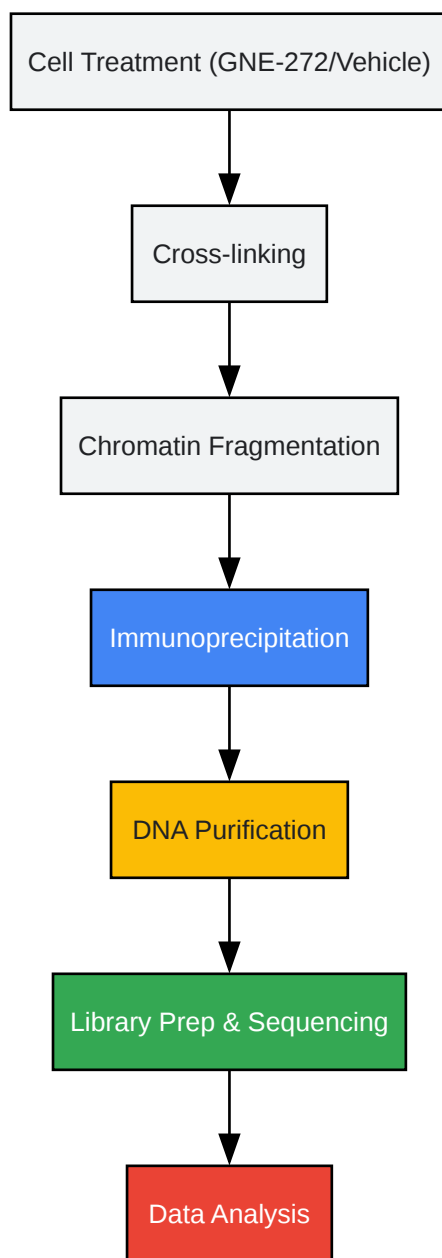 Cell Treatment (GNE-272/Vehicle)
Cross-linking
Chromatin Fragmentation
Immunoprecipitation
DNA Purification
Library Prep & Sequencing
Data Analysis